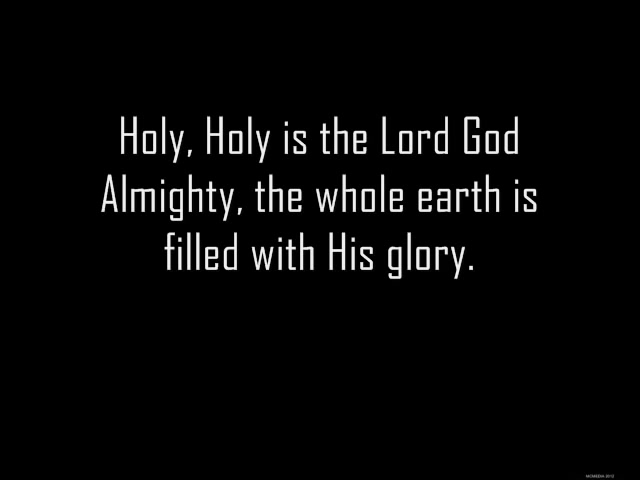 Holy, Holy is the Lord God
Almighty, the whole earth is
filled with His glory.